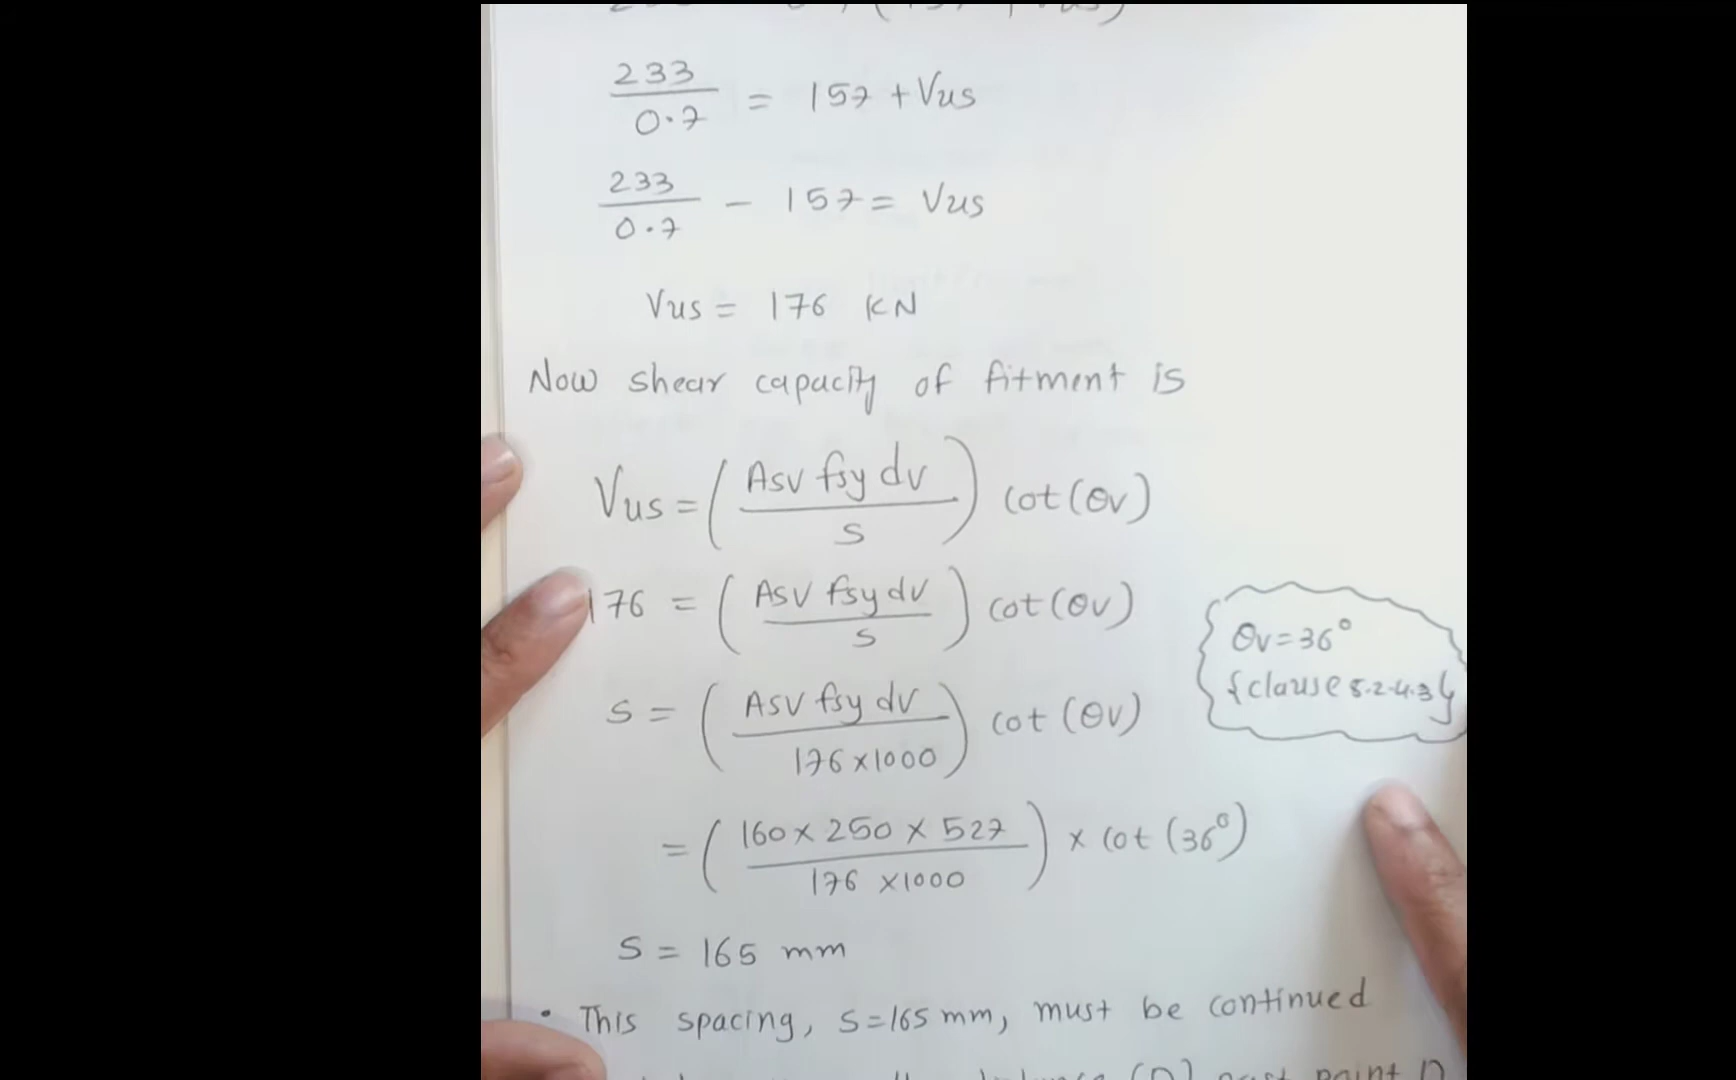 233/0.7 = 157 + Vus
233/0.7 - 157 = Vus
Vus = 176 KN
Now shear capacity of fitment is
Vus = (Asv fsy dv / s) cot(θv)
176 = (Asv fsy dv / s) cot(θv)
θv = 36°
{clause 8.2.4.3}
s = (Asv fsy dv / 176 x 1000) cot(θv)
= (160 x 250 x 527 / 176 x 1000) x cot(36°)
s = 165 mm
• This spacing, s = 165 mm, must be continued
(D) past point D